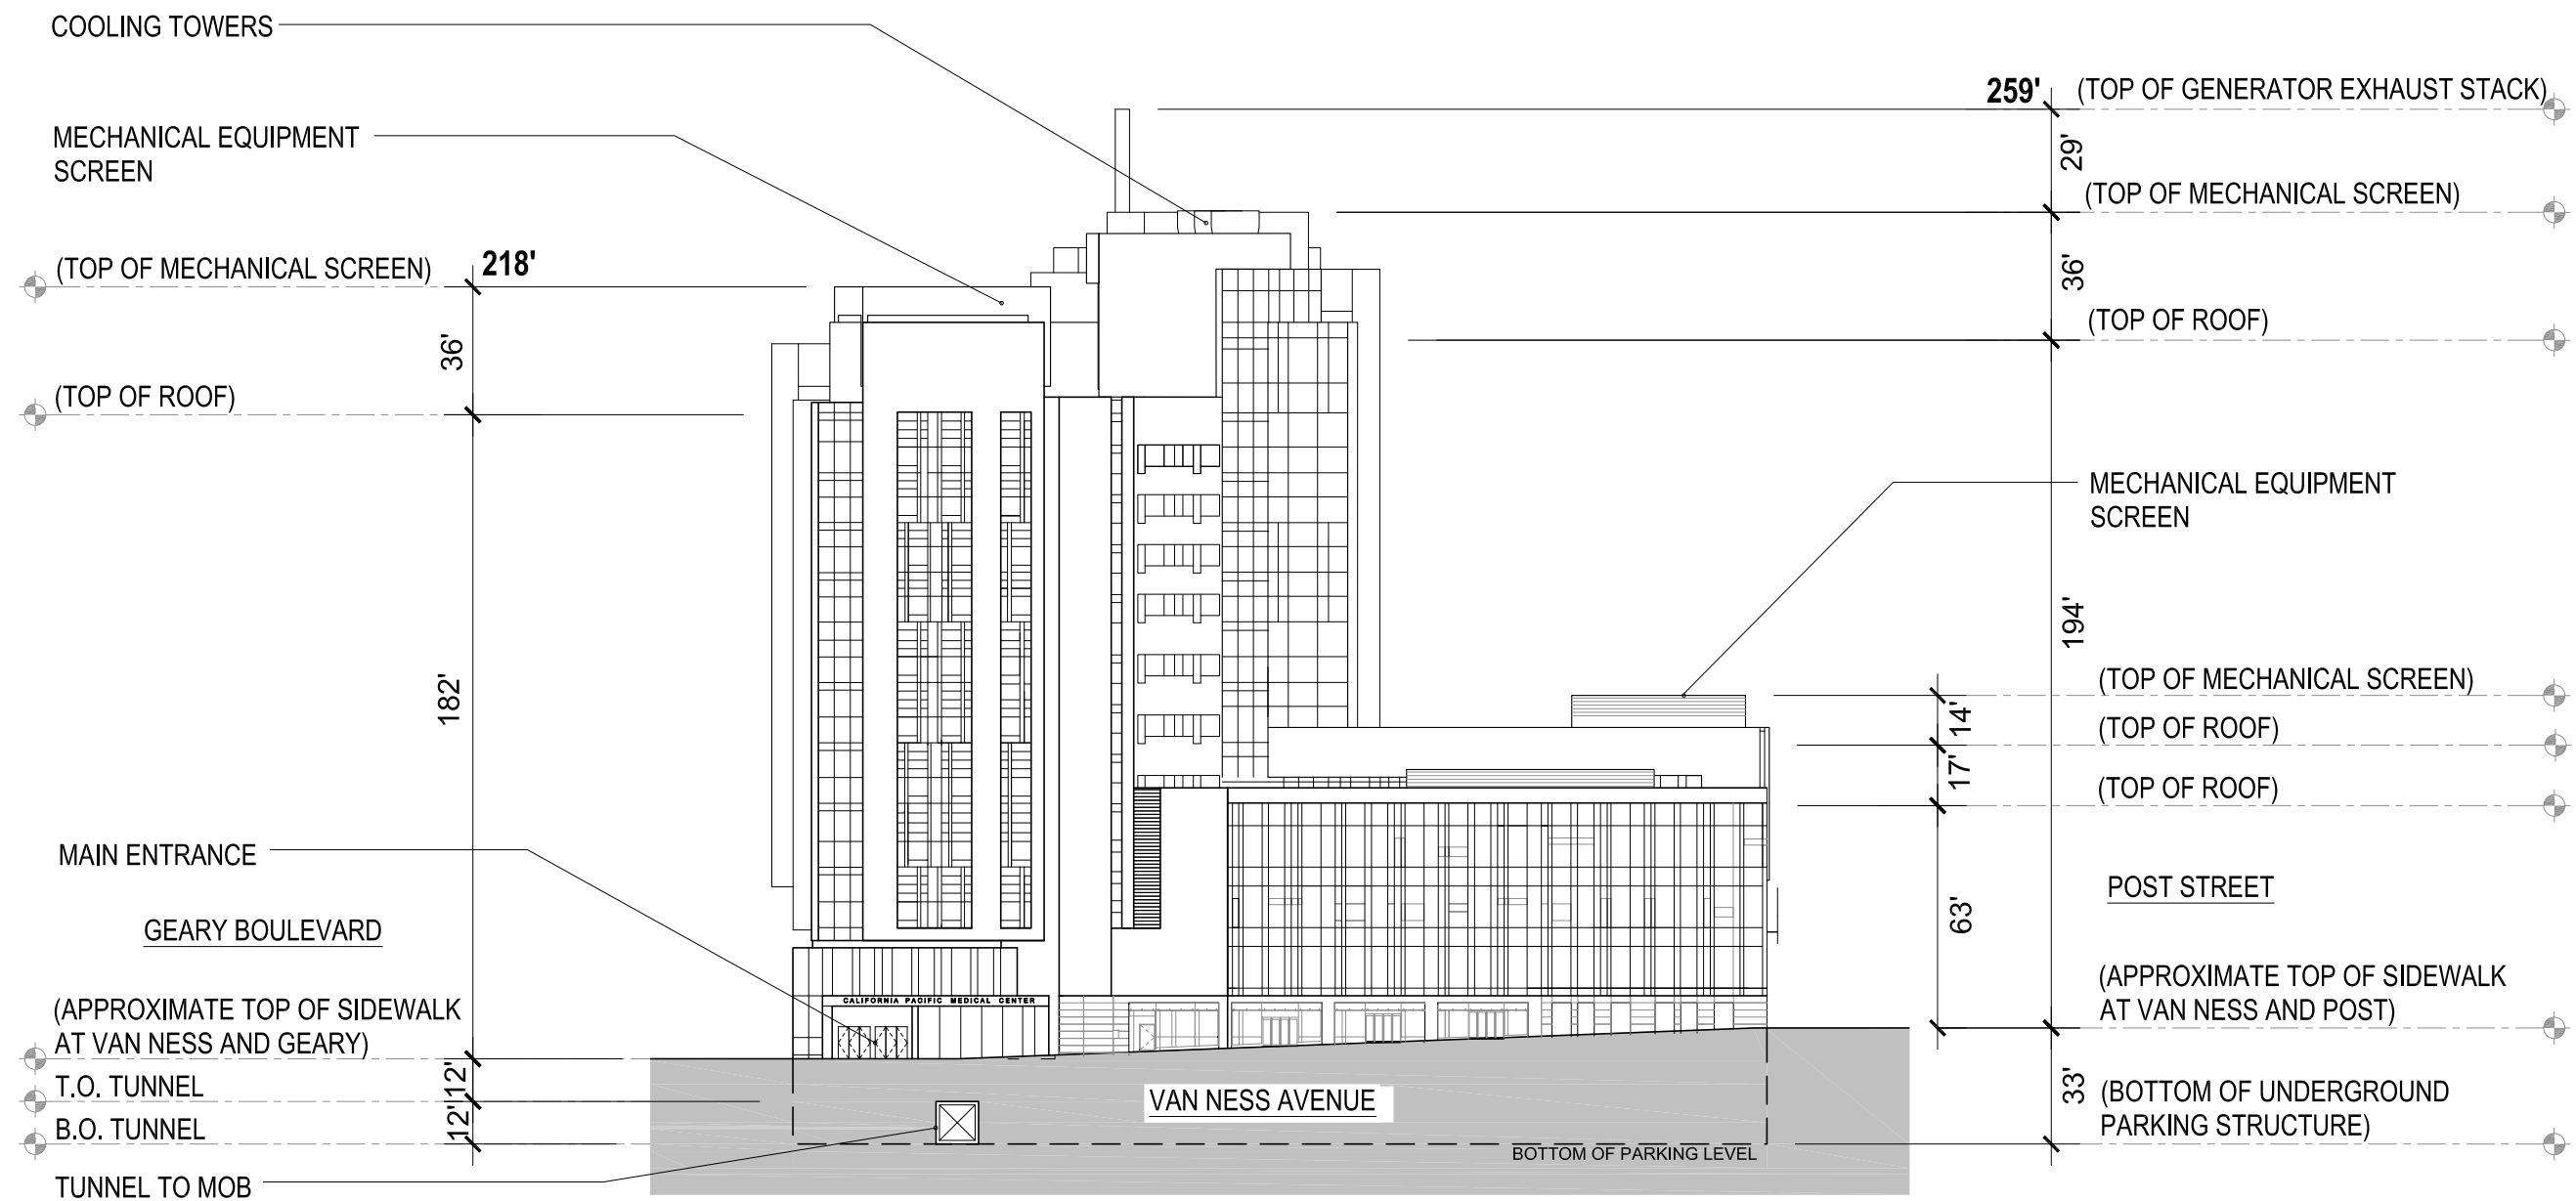 COOLING TOWERS
259' (TOP OF GENERATOR EXHAUST STACK)
MECHANICAL EQUIPMENT
SCREEN
29'
(TOP OF MECHANICAL SCREEN)
(TOP OF MECHANICAL SCREEN) 218'
36'
(TOP OF ROOF)
36'
(TOP OF ROOF)
MECHANICAL EQUIPMENT
SCREEN
194'
182'
(TOP OF MECHANICAL SCREEN)
14'
(TOP OF ROOF)
17'
(TOP OF ROOF)
MAIN ENTRANCE
POST STREET
63'
GEARY BOULEVARD
(APPROXIMATE TOP OF SIDEWALK
AT VAN NESS AND POST)
(APPROXIMATE TOP OF SIDEWALK
AT VAN NESS AND GEARY)
CALIFORNIA PACIFIC MEDICAL CENTER
12'
T.O. TUNNEL
12'
B.O. TUNNEL
VAN NESS AVENUE
33'
(BOTTOM OF UNDERGROUND
PARKING STRUCTURE)
BOTTOM OF PARKING LEVEL
TUNNEL TO MOB